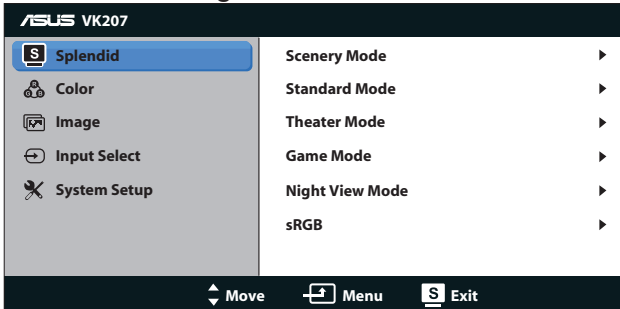 ASUS VK207
S Splendid
Color
Image
Input Select
System Setup
Scenery Mode
Standard Mode
Theater Mode
Game Mode
Night View Mode
sRGB
Move Menu S Exit